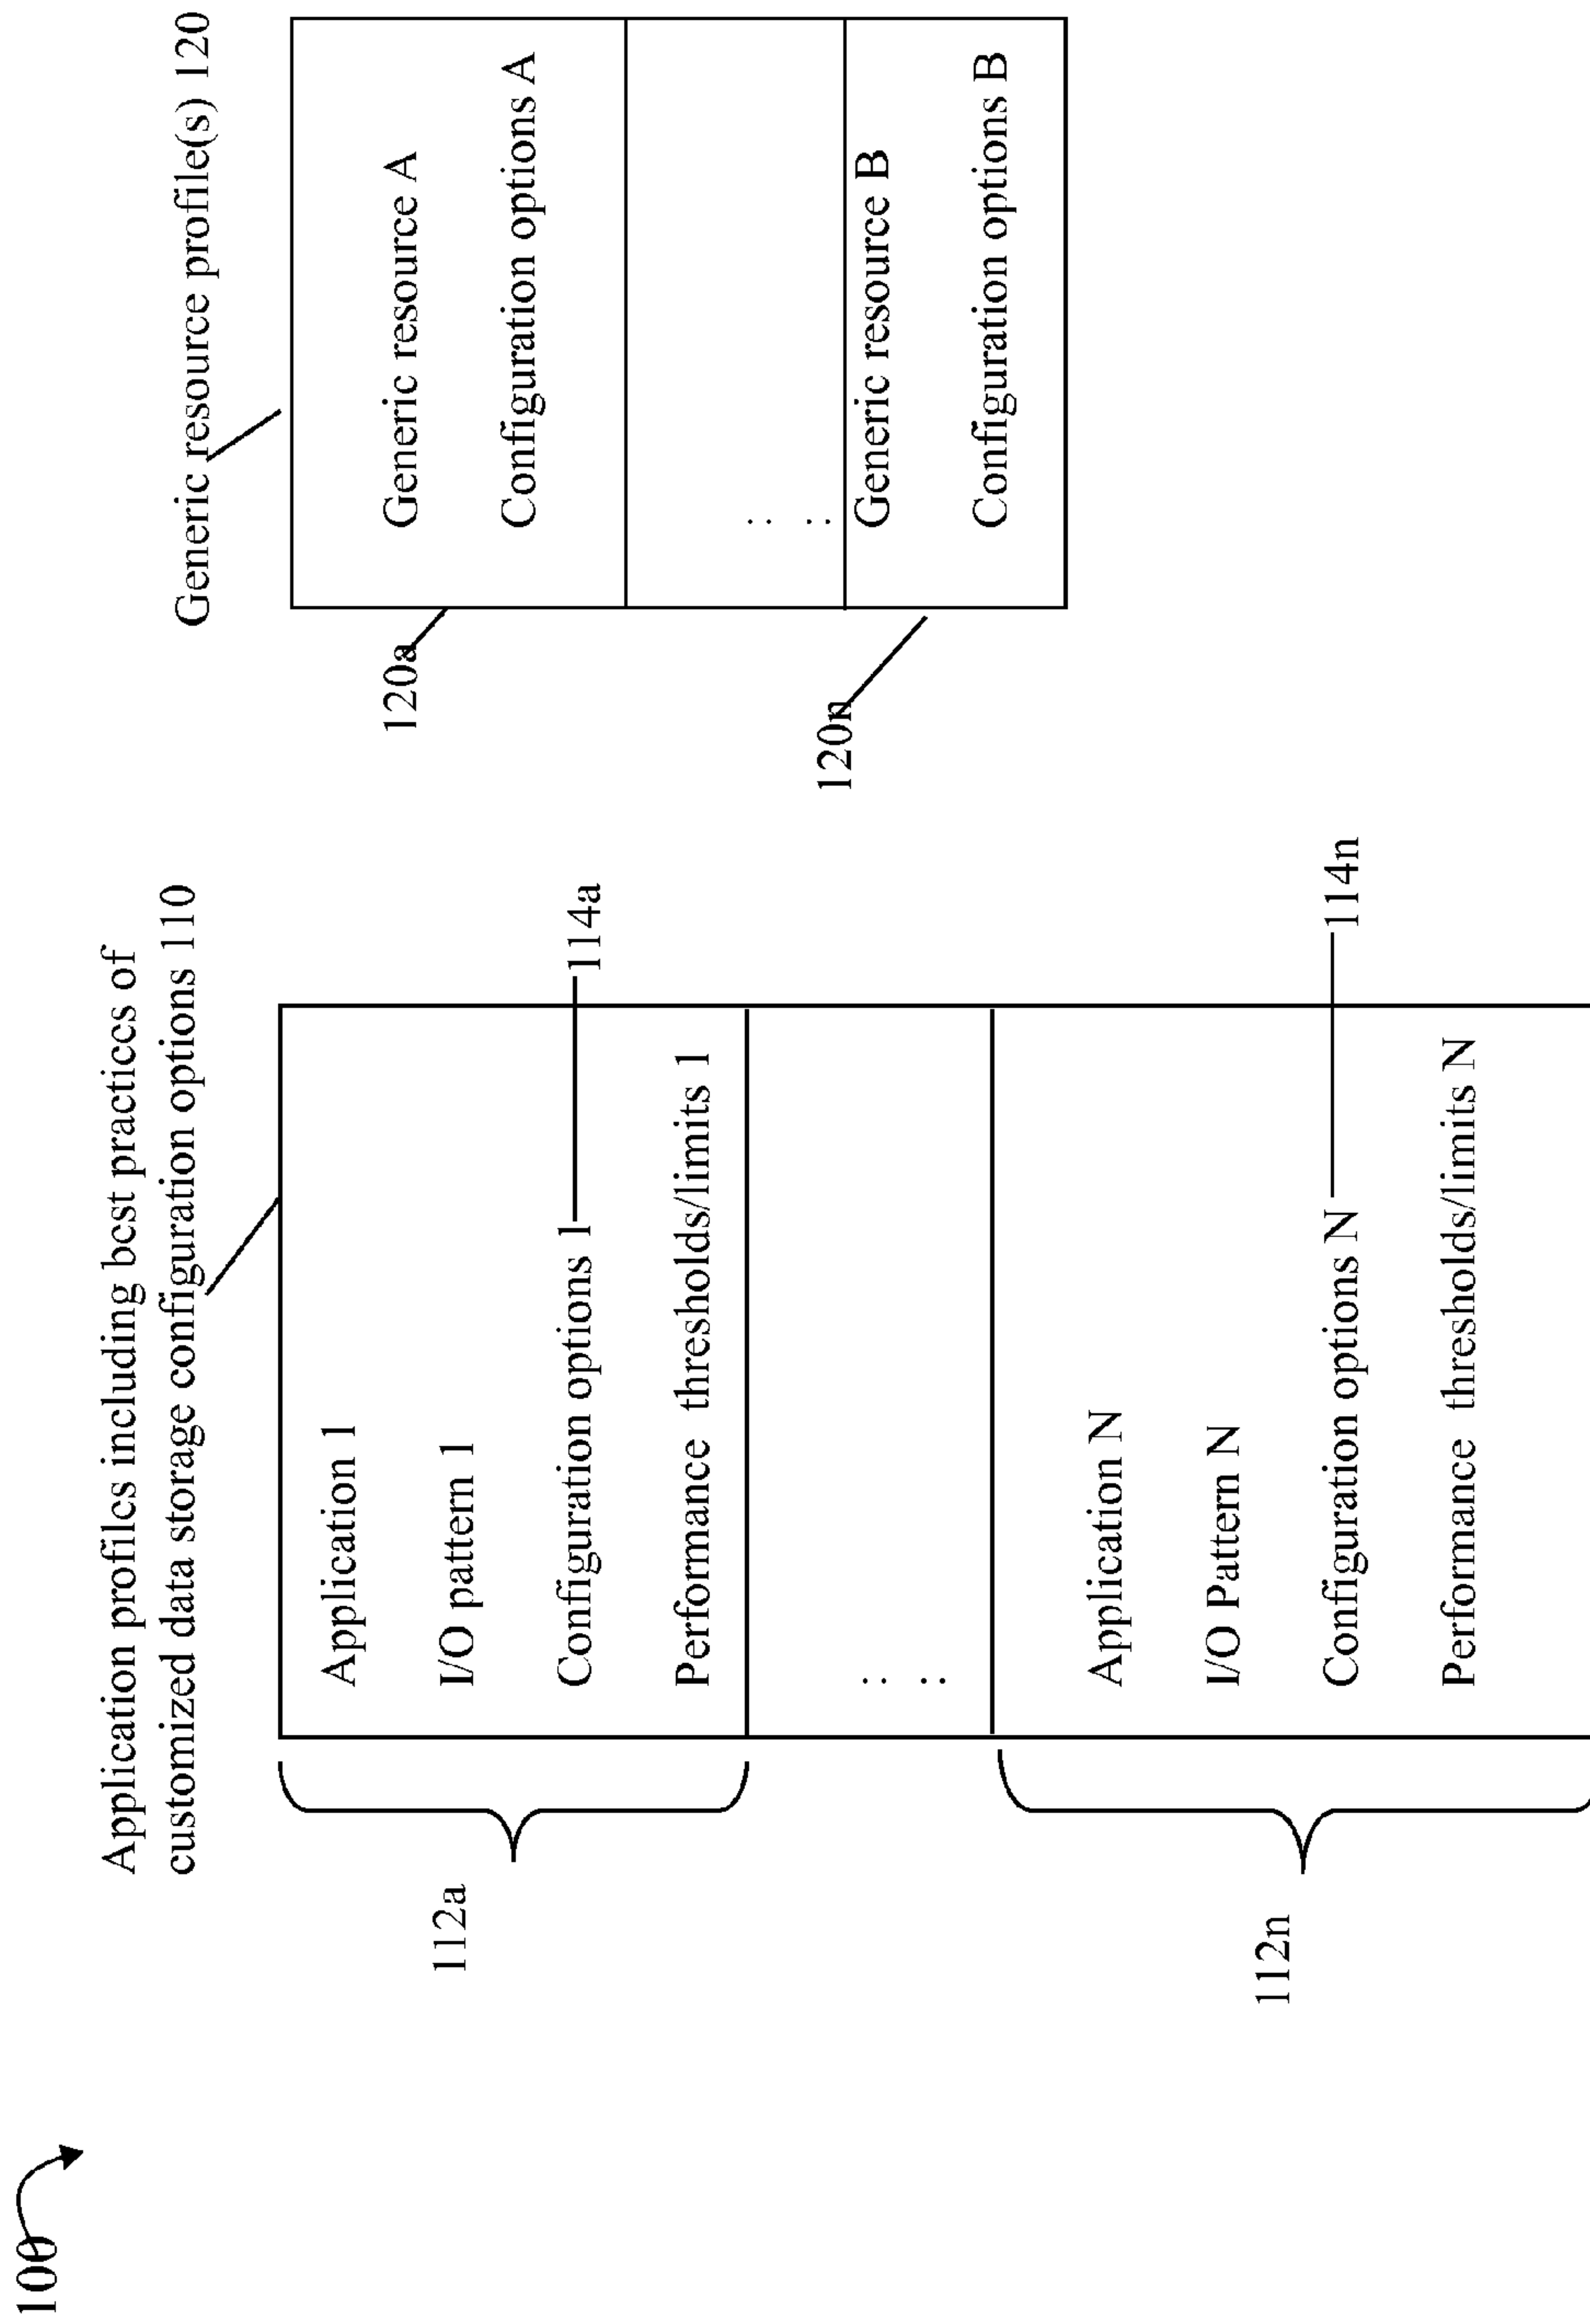 100
Application profiles including best practices of
customized data storage configuration options 110
112a
Application 1
I/O pattern 1
Configuration options 1
114a
Performance thresholds/limits 1
: :
112n
Application N
I/O Pattern N
Configuration options N
114n
Performance thresholds/limits N
Generic resource profile(s) 120
120a
Generic resource A
Configuration options A
: :
120n
Generic resource B
Configuration options B